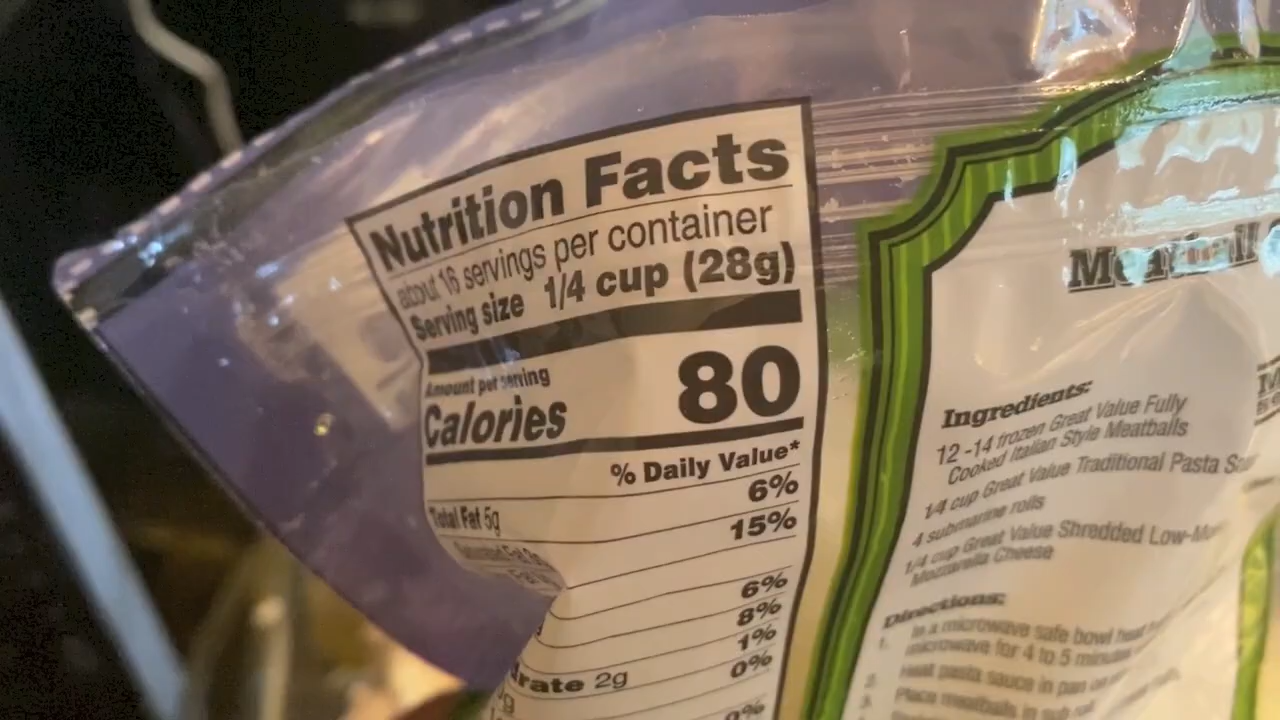 Nutrition Facts
about 16 servings per container
Serving size 1/4 cup (28g)
Amount per serving
Calories 80
% Daily Value*
Total Fat 5g 6%
15%
6%
8%
rate 2g 1%
0%
0%
Ingredients:
12 -14 frozen Great Value Fully
Cooked Italian Style Meatballs
1/4 cup Great Value Traditional Pasta
4 submarine rolls
1/4 cup Great Value Shredded Low-
Mozzarella Cheese
Directions:
1. In a microwave safe bowl heat
microwave for 4 to 5 minutes
2. Heat pasta sauce in pan
3. Place meatballs in sub